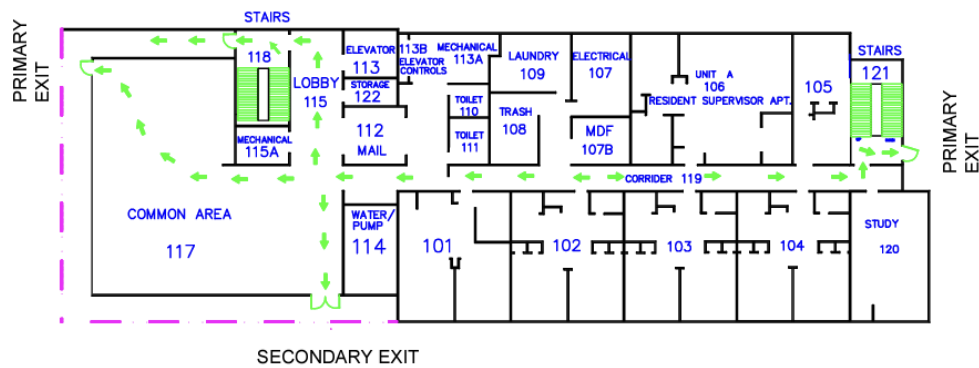 STAIRS
PRIMARY
EXIT
118
ELEVATOR
113
113B
ELEVATOR
CONTROLS
MECHANICAL
113A
LAUNDRY
109
ELECTRICAL
107
UNIT A
106
RESIDENT SUPERVISOR APT.
105
STAIRS
121
LOBBY
115
STORAGE
122
TOILET
110
TRASH
108
112
MAIL
TOILET
111
MDF
107B
MECHANICAL
115A
PRIMARY
EXIT
CORRIDER 119
COMMON AREA
117
WATER/
PUMP
114
101
102
103
104
STUDY
120
SECONDARY EXIT